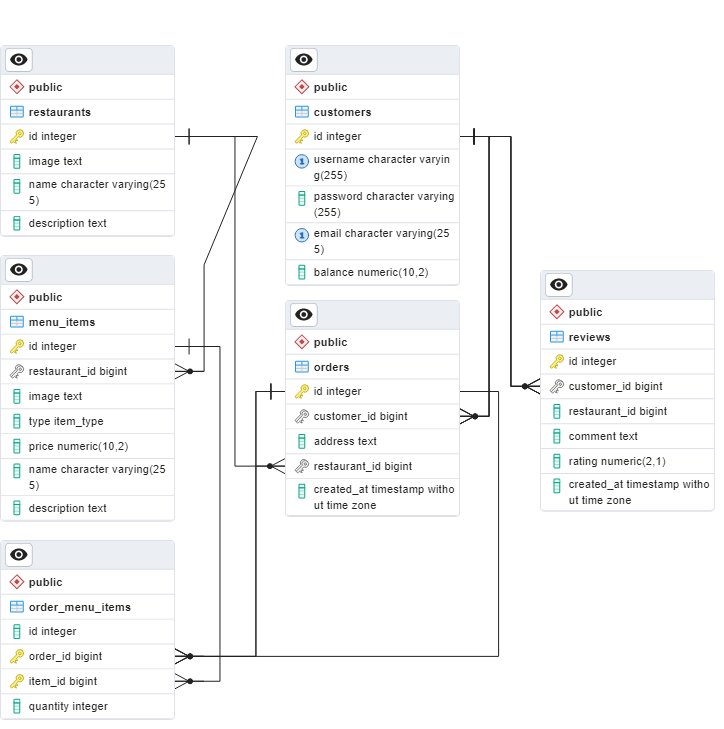 public
restaurants
id integer
image text
name character varying(25
5)
description text
public
menu_items
id integer
restaurant_id bigint
image text
type item_type
price numeric(10,2)
name character varying(25
5)
description text
public
order_menu_items
id integer
order_id bigint
item_id bigint
quantity integer
public
customers
id integer
1
username character varyin
g(255)
password character varying
(255)
1
email character varying(25
5)
balance numeric(10,2)
public
orders
id integer
customer_id bigint
address text
restaurant_id bigint
created_at timestamp witho
ut time zone
public
reviews
id integer
customer_id bigint
restaurant_id bigint
comment text
rating numeric(2,1)
created_at timestamp witho
ut time zone